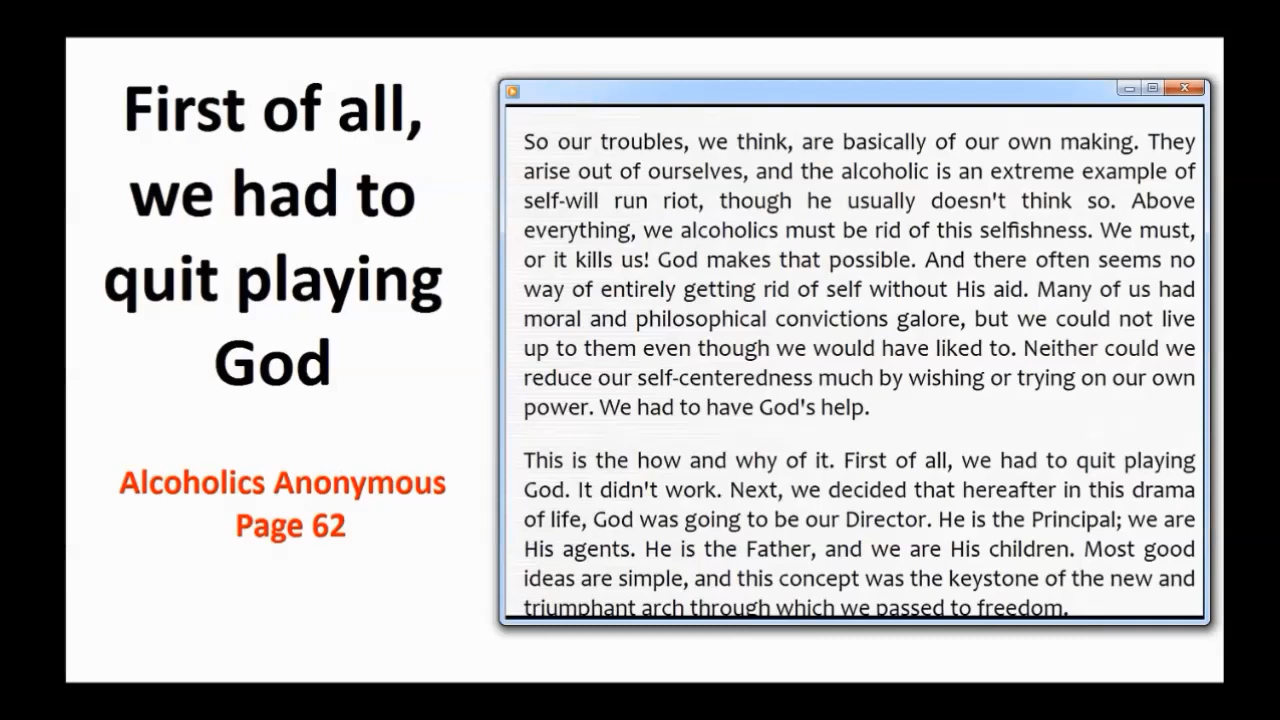 First of all,
we had to
quit playing
God
Alcoholics Anonymous
Page 62
So our troubles, we think, are basically of our own making. They
arise out of ourselves, and the alcoholic is an extreme example of
self-will run riot, though he usually doesn't think so. Above
everything, we alcoholics must be rid of this selfishness. We must,
or it kills us! God makes that possible. And there often seems no
way of entirely getting rid of self without His aid. Many of us had
moral and philosophical convictions galore, but we could not live
up to them even though we would have liked to. Neither could we
reduce our self-centeredness much by wishing or trying on our own
power. We had to have God's help.
This is the how and why of it. First of all, we had to quit playing
God. It didn't work. Next, we decided that hereafter in this drama
of life, God was going to be our Director. He is the Principal; we are
His agents. He is the Father, and we are His children. Most good
ideas are simple, and this concept was the keystone of the new and
triumphant arch through which we passed to freedom.